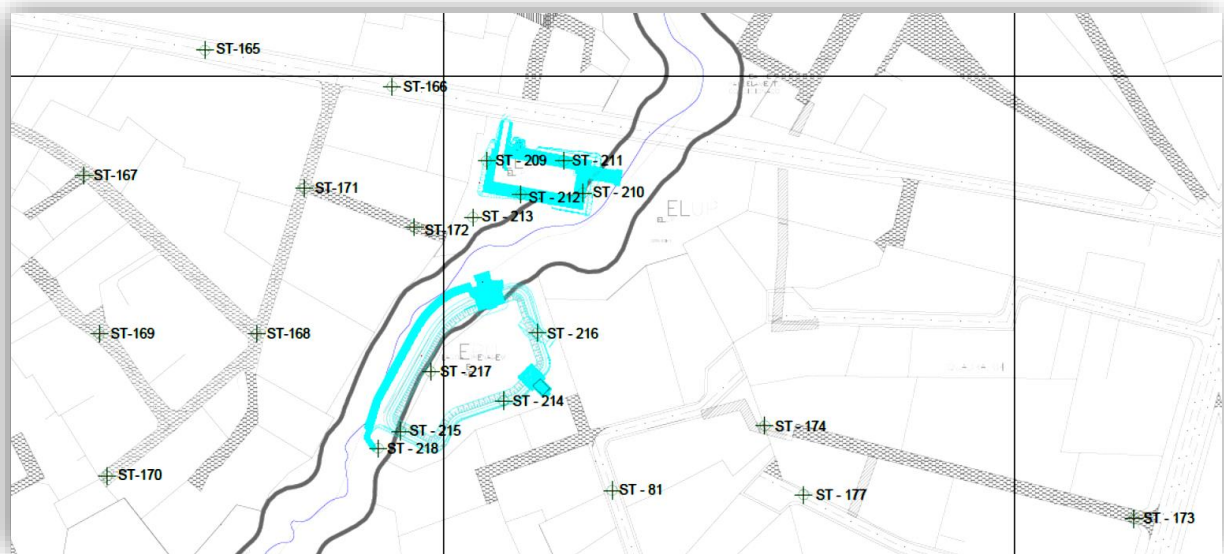 ST-165
ST-166
ST - 209
ST - 211
ST-167
ST-171
ST - 212
ST - 210
ST - 213
ST-172
ST-169
ST-168
ST - 216
ST - 217
ST - 214
ST - 174
ST - 215
ST - 218
ST-170
ST - 81
ST - 177
ST - 173